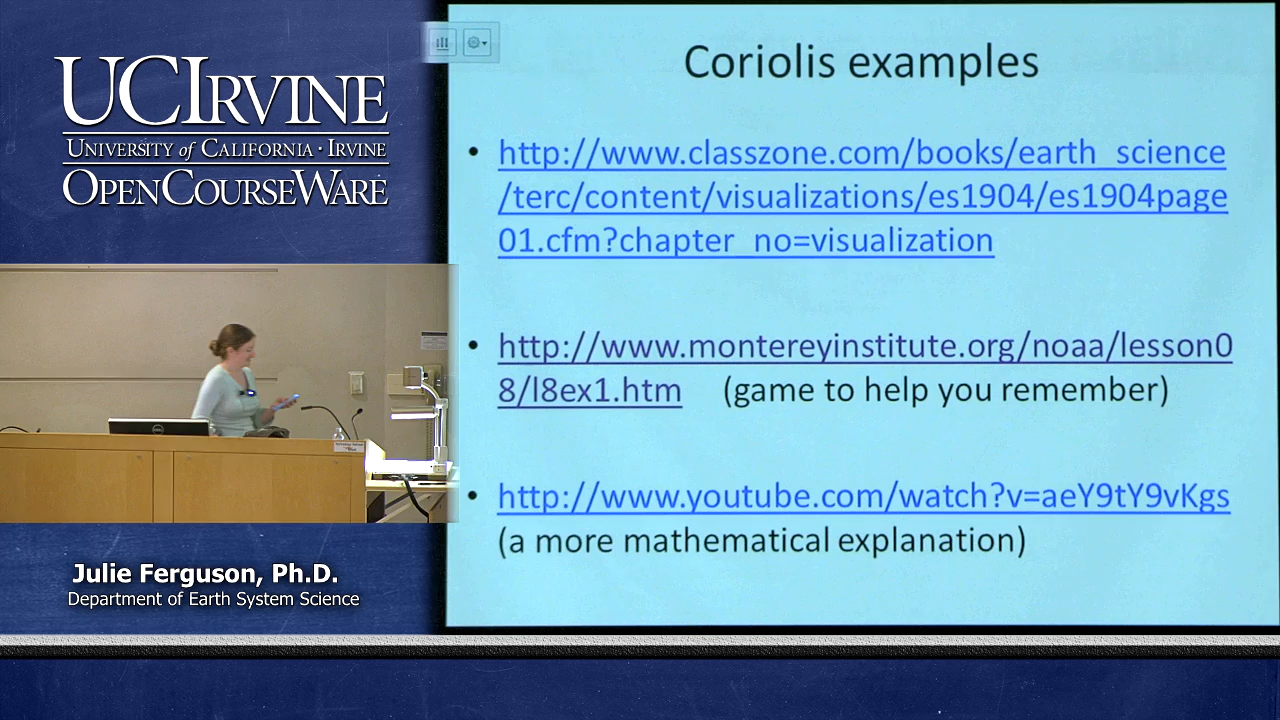 UCIRVINE
UNIVERSITY of CALIFORNIA · IRVINE
OPENCOURSEWARE
Coriolis examples
• http://www.classzone.com/books/earth_science
/terc/content/visualizations/es1904/es1904page
01.cfm?chapter_no=visualization
• http://www.montereyinstitute.org/noaa/lesson0
8/l8ex1.htm (game to help you remember)
• http://www.youtube.com/watch?v=aeY9tY9vKgs
(a more mathematical explanation)
Julie Ferguson, Ph.D.
Department of Earth System Science